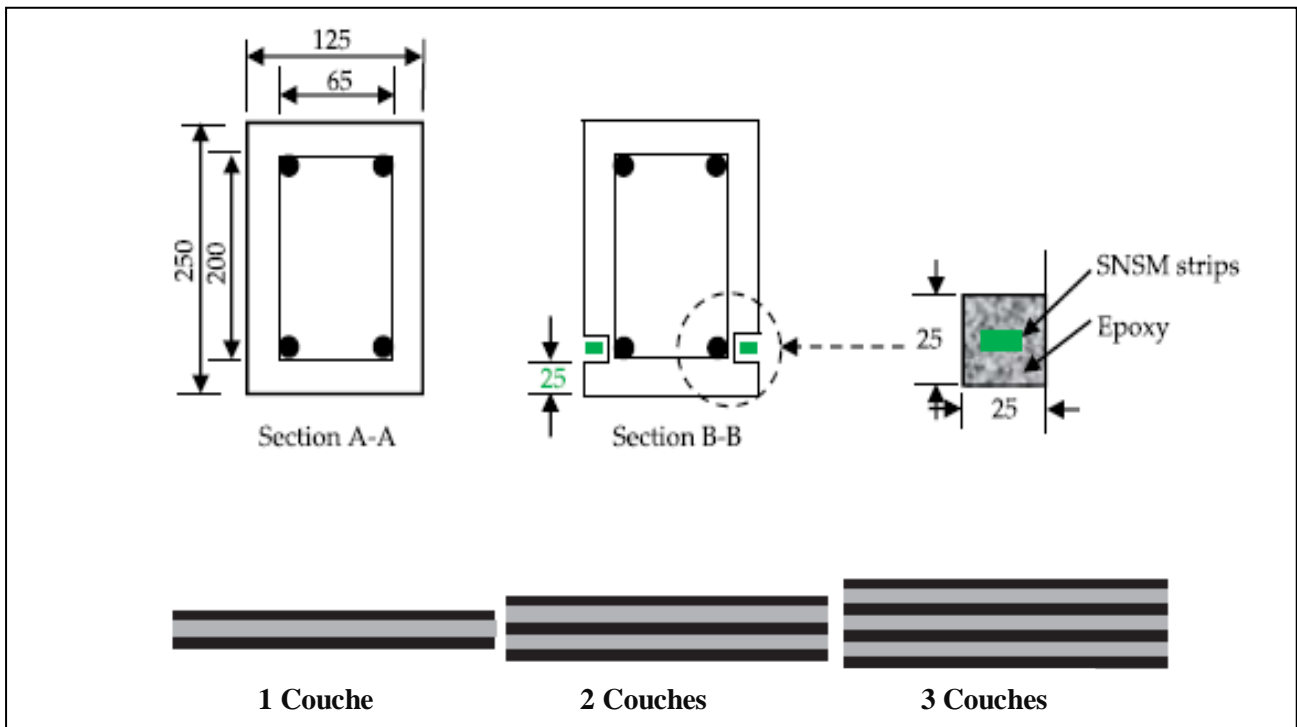 125
65
250
200
Section A-A
25
Section B-B
SNSM strips
Epoxy
25
25
1 Couche
2 Couches
3 Couches